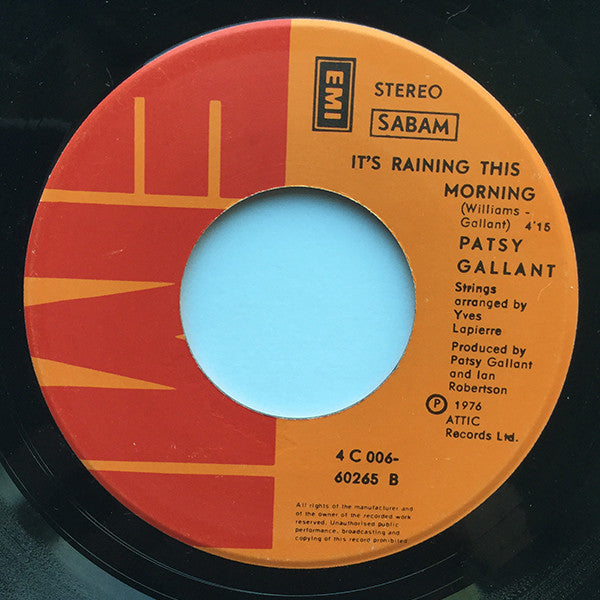 EMI
STEREO
SABAM
IT'S RAINING THIS
MORNING
(Williams -
Gallant) 4'15
PATSY
GALLANT
Strings
arranged by
Yves
Lapierre
Produced by
Patsy Gallant
and Ian
Robertson
℗ 1976
ATTIC
Records Ltd.
4 C 006-
60265 B
All rights of the manufacturer and
of the owner of the recorded work
reserved. Unauthorised public
performance, broadcasting and
copying of this record prohibited.
EMI